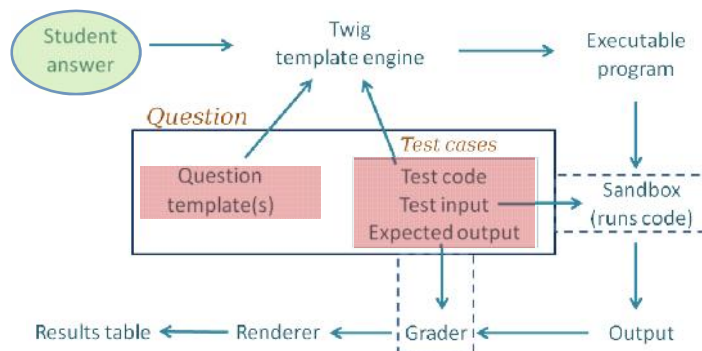 Student
answer
Twig
template engine
Executable
program
Question
Test cases
Question
template(s)
Test code
Test input
Expected output
Sandbox
(runs code)
Results table
Renderer
Grader
Output